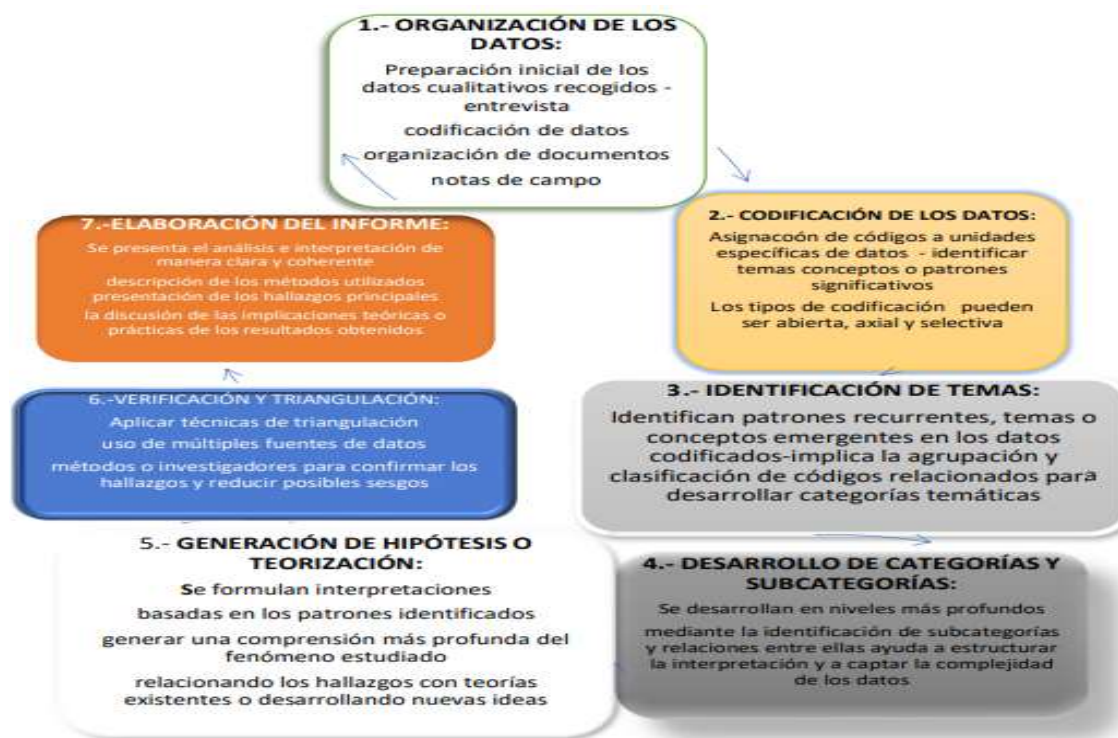 1.- ORGANIZACIÓN DE LOS
DATOS:
Preparación inicial de los
datos cualitativos recogidos -
entrevista
codificación de datos
organización de documentos
notas de campo
2.- CODIFICACIÓN DE LOS DATOS:
Asignacoón de códigos a unidades
específicas de datos - identificar
temas conceptos o patrones
significativos
Los tipos de codificación pueden
ser abierta, axial y selectiva
3.- IDENTIFICACIÓN DE TEMAS:
Identifican patrones recurrentes, temas o
conceptos emergentes en los datos
codificados-implica la agrupación y
clasificación de códigos relacionados para
desarrollar categorías temáticas
4.- DESARROLLO DE CATEGORÍAS Y
SUBCATEGORÍAS:
Se desarrollan en niveles más profundos
mediante la identificación de subcategorías
y relaciones entre ellas ayuda a estructurar
la interpretación y a captar la complejidad
de los datos
5.- GENERACIÓN DE HIPÓTESIS O
TEORIZACIÓN:
Se formulan interpretaciones
basadas en los patrones identificados
generar una comprensión más profunda del
fenómeno estudiado
relacionando los hallazgos con teorías
existentes o desarrollando nuevas ideas
6.-VERIFICACIÓN Y TRIANGULACIÓN:
Aplicar técnicas de triangulación
uso de múltiples fuentes de datos
métodos o investigadores para confirmar los
hallazgos y reducir posibles sesgos
7.-ELABORACIÓN DEL INFORME:
Se presenta el análisis e interpretación de
manera clara y coherente
descripción de los métodos utilizados
presentación de los hallazgos principales
la discusión de las implicaciones teóricas o
prácticas de los resultados obtenidos